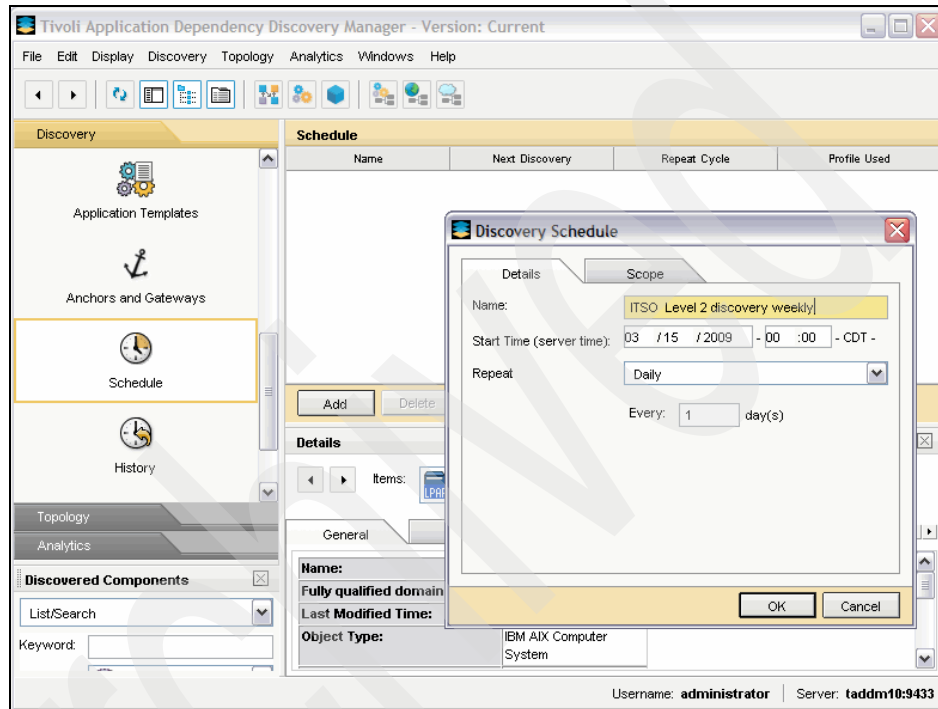 Tivoli Application Dependency Discovery Manager - Version: Current
File Edit Display Discovery Topology Analytics Windows Help
Discovery
Application Templates
Anchors and Gateways
Schedule
History
Topology
Analytics
Discovered Components
List/Search
Keyword:
Schedule
Name Next Discovery Repeat Cycle Profile Used
Add Delete
Details
Items:
LPAR
General
Name:
Fully qualified domain
Last Modified Time:
Object Type: IBM AIX Computer
System
Discovery Schedule
Details Scope
Name: ITSO Level 2 discovery weekly
Start Time (server time): 03 /15 /2009 - 00 :00 - CDT -
Repeat Daily
Every: 1 day(s)
OK Cancel
Username: administrator Server: taddm10:9433